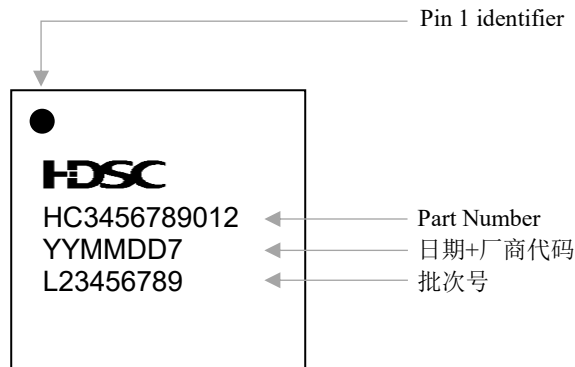 Pin 1 identifier
HDSC
HC3456789012
Part Number
YYMMDD7
日期+厂商代码
L23456789
批次号